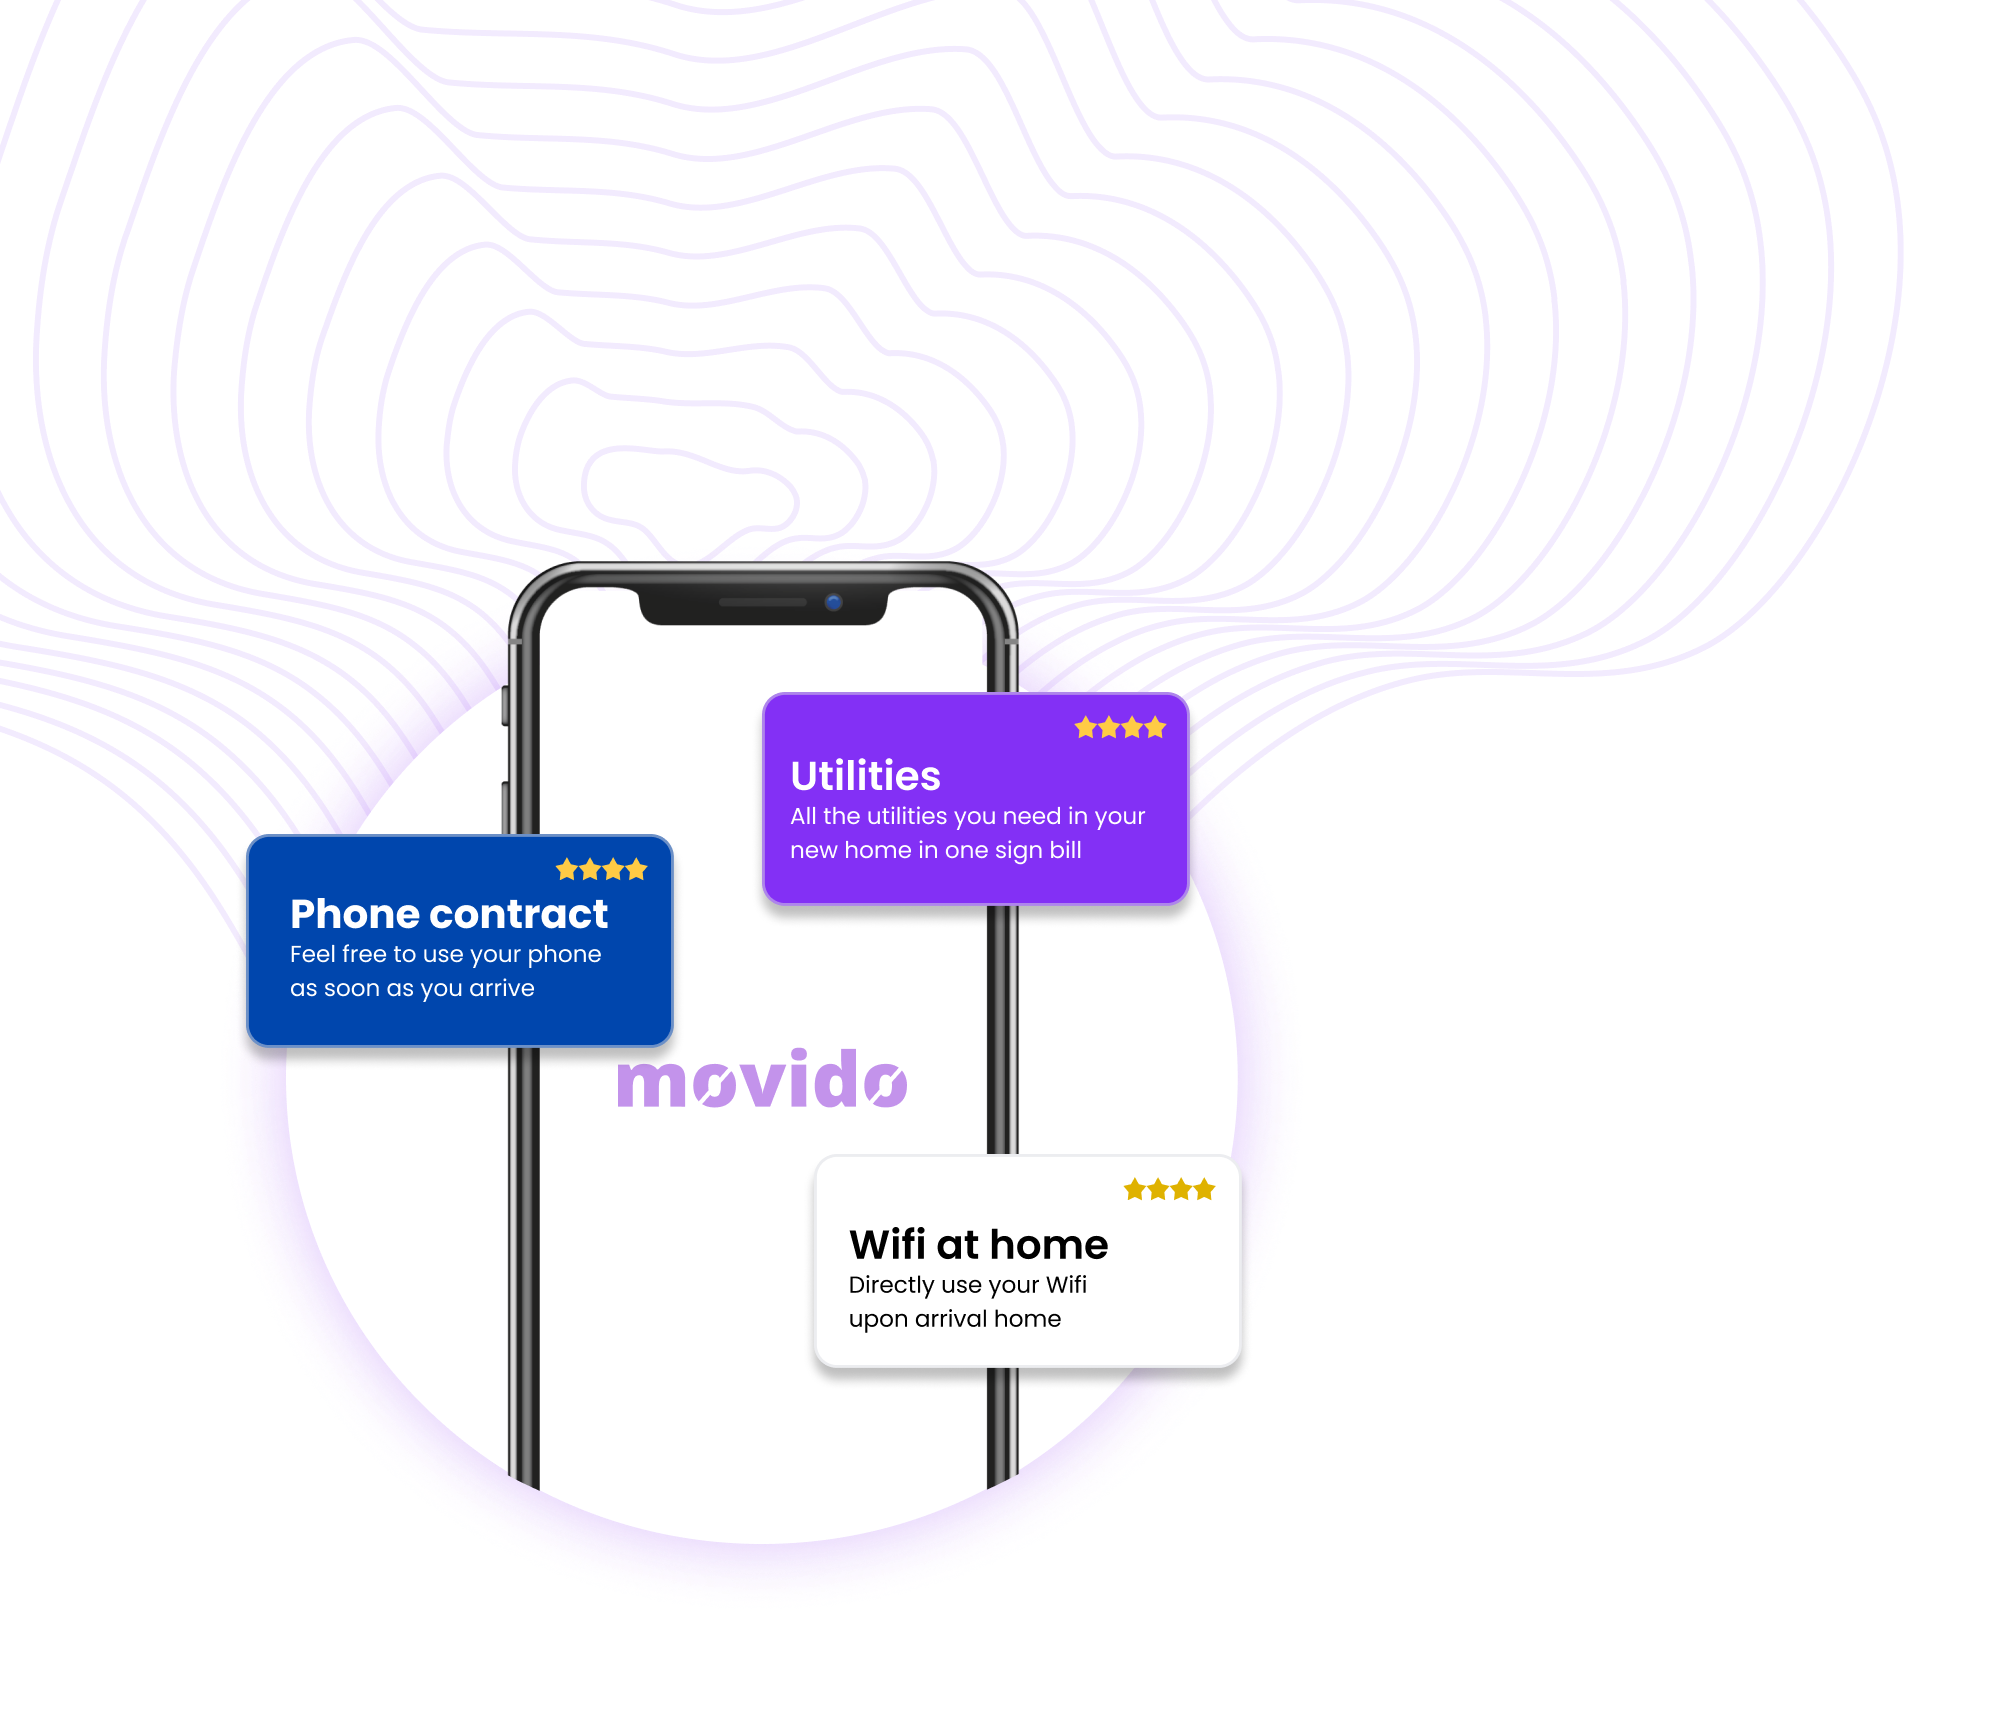 Utilities
All the utilities you need in your
new home in one sign bill
Phone contract
Feel free to use your phone
as soon as you arrive
movido
Wifi at home
Directly use your Wifi
upon arrival home